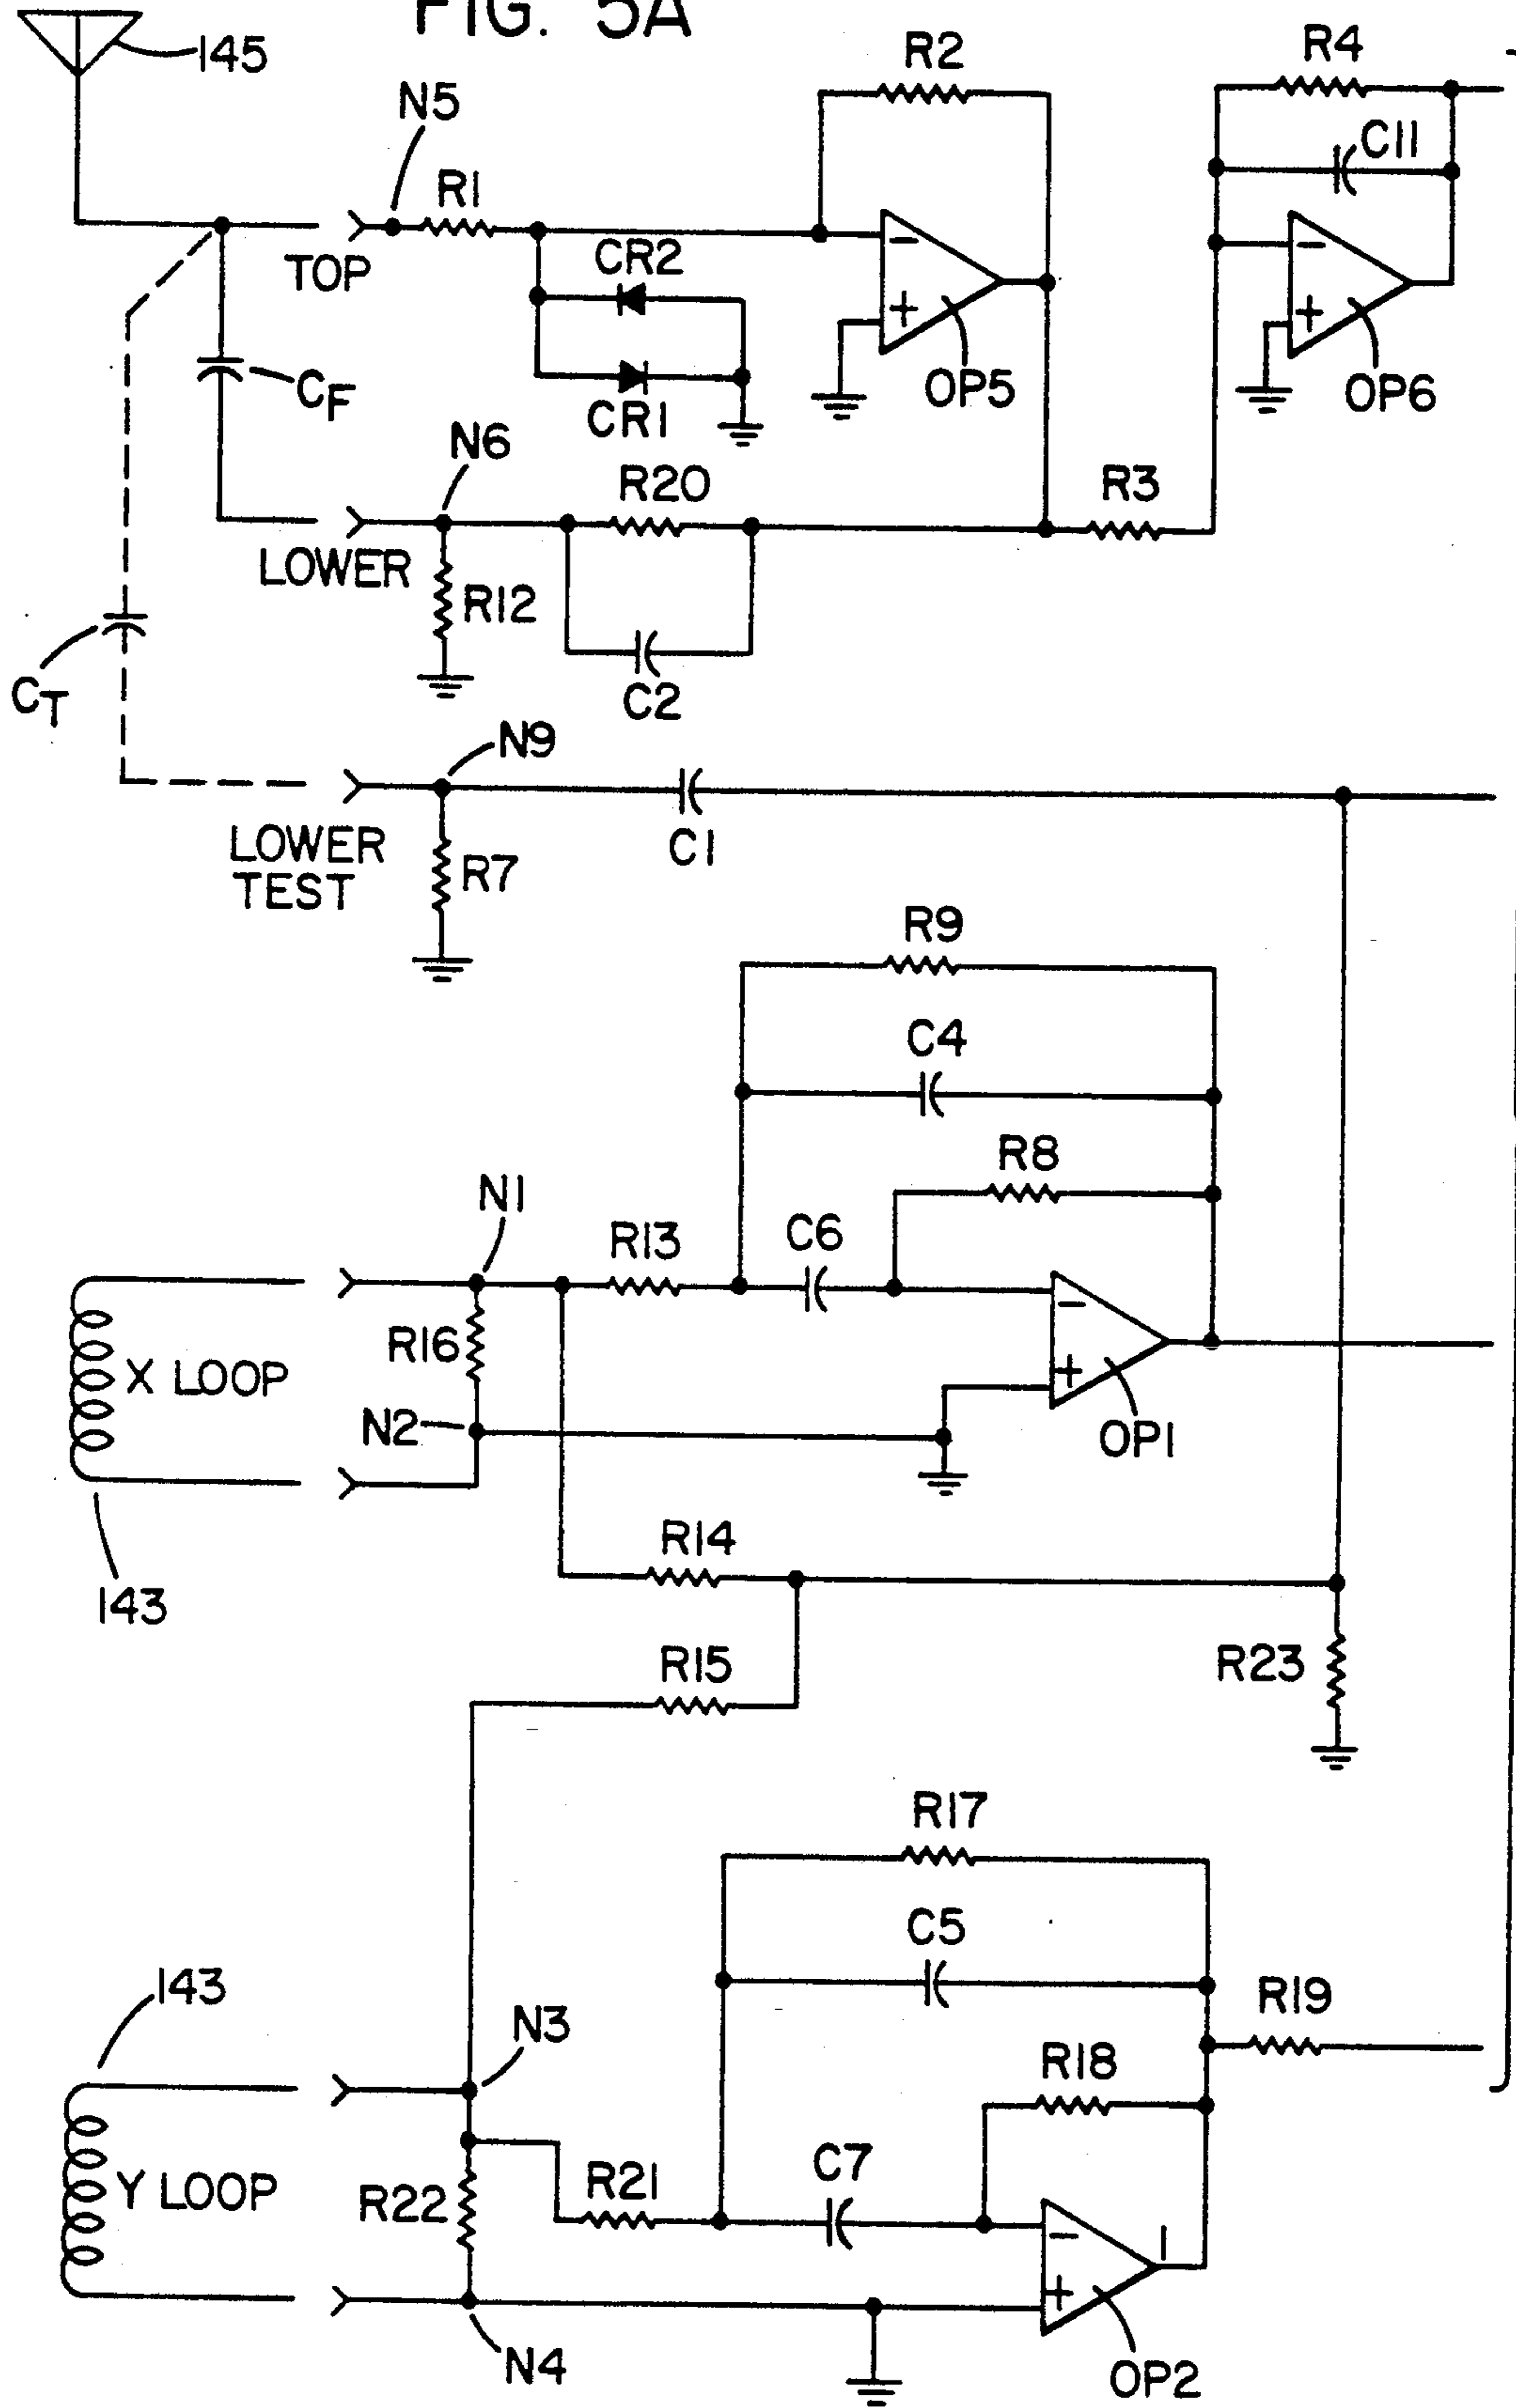 FIG. 5A
145
N5
R1
R2
R4
C11
TOP
CR2
CR1
−
+
OP5
−
+
OP6
CF
N6
R20
R3
LOWER
R12
C2
CT
N9
LOWER
TEST
R7
C1
R9
C4
R8
N1
R13
C6
R16
X LOOP
−
+
N2
OP1
143
R14
R15
R23
R17
C5
143
N3
R19
R18
C7
R21
R22
Y LOOP
−
1
+
N4
OP2